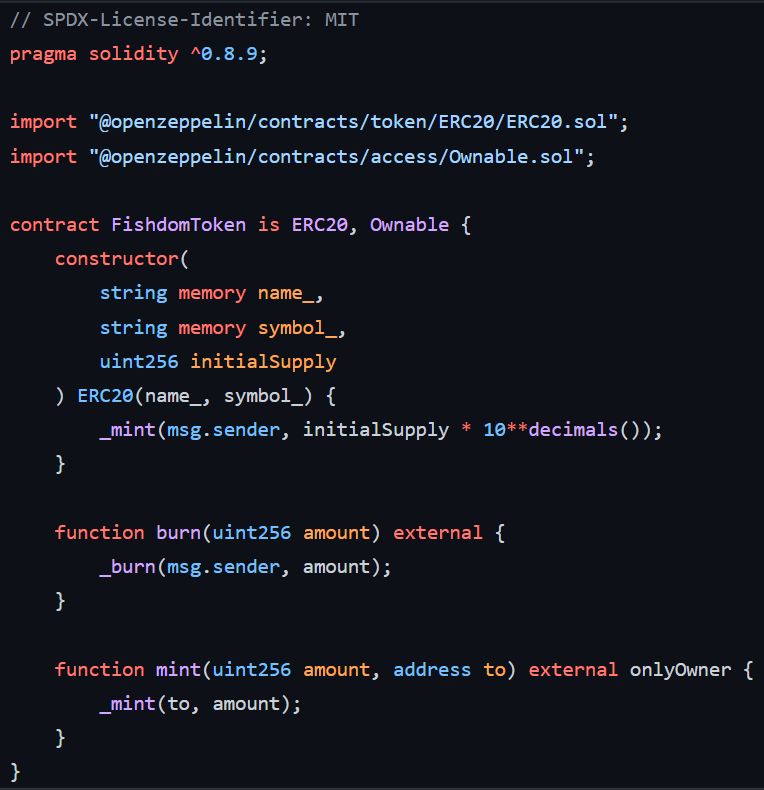 // SPDX-License-Identifier: MIT
pragma solidity ^0.8.9;
import "@openzeppelin/contracts/token/ERC20/ERC20.sol";
import "@openzeppelin/contracts/access/Ownable.sol";
contract FishdomToken is ERC20, Ownable {
    constructor(
        string memory name_,
        string memory symbol_,
        uint256 initialSupply
    ) ERC20(name_, symbol_) {
        _mint(msg.sender, initialSupply * 10**decimals());
    }
    function burn(uint256 amount) external {
        _burn(msg.sender, amount);
    }
    function mint(uint256 amount, address to) external onlyOwner {
        _mint(to, amount);
    }
}